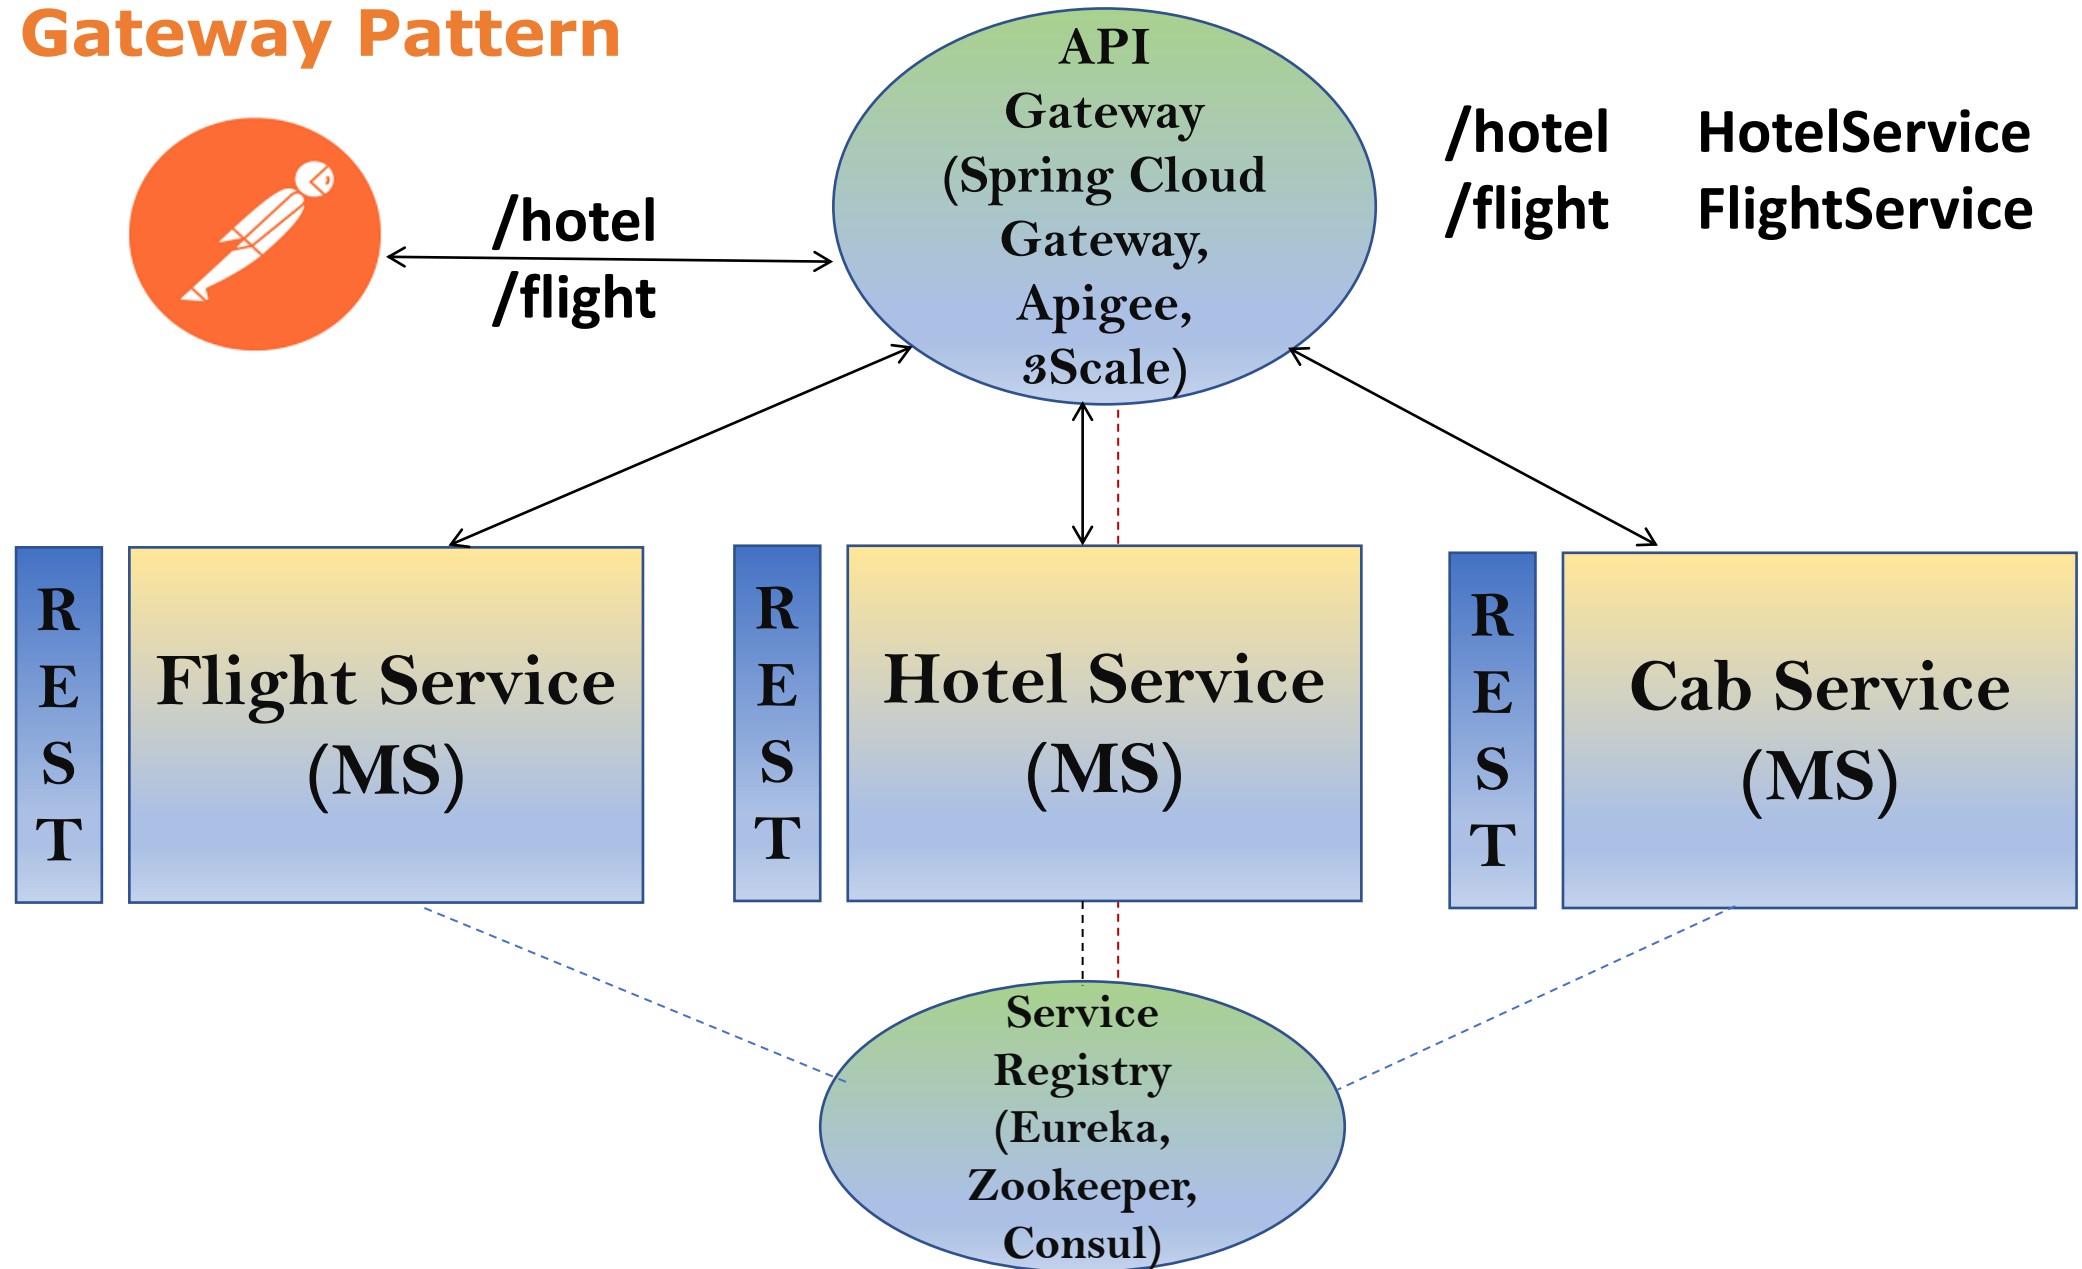 Gateway Pattern
API
Gateway
(Spring Cloud
Gateway,
Apigee,
3Scale)
/hotel HotelService
/flight FlightService
/hotel
/flight
R
E
S
T
Flight Service
(MS)
R
E
S
T
Hotel Service
(MS)
R
E
S
T
Cab Service
(MS)
Service
Registry
(Eureka,
Zookeeper,
Consul)